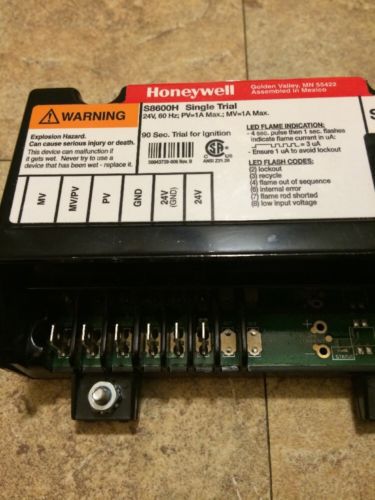 Honeywell
Golden Valley, MN 55422
Assembled in Mexico
WARNING
Explosion Hazard.
Can cause serious injury or death.
This device can malfunction if
it gets wet. Never try to use a
device that has been wet - replace it.
S8600H Single Trial
24V, 60 Hz; PV=1A Max.; MV=1A Max.
90 Sec. Trial for Ignition
ANSI Z21.20
LED FLAME INDICATION:
- 4 sec. pulse then 1 sec. flashes
indicate flame current in uA:
= 3 uA
- Ensure 1 uA to avoid lockout
LED FLASH CODES:
(2) lockout
(3) recycle
(4) flame out of sequence
(6) internal error
(7) flame rod shorted
(8) low input voltage
S
MV
MV/PV
PV
GND
24V
(GND)
24V